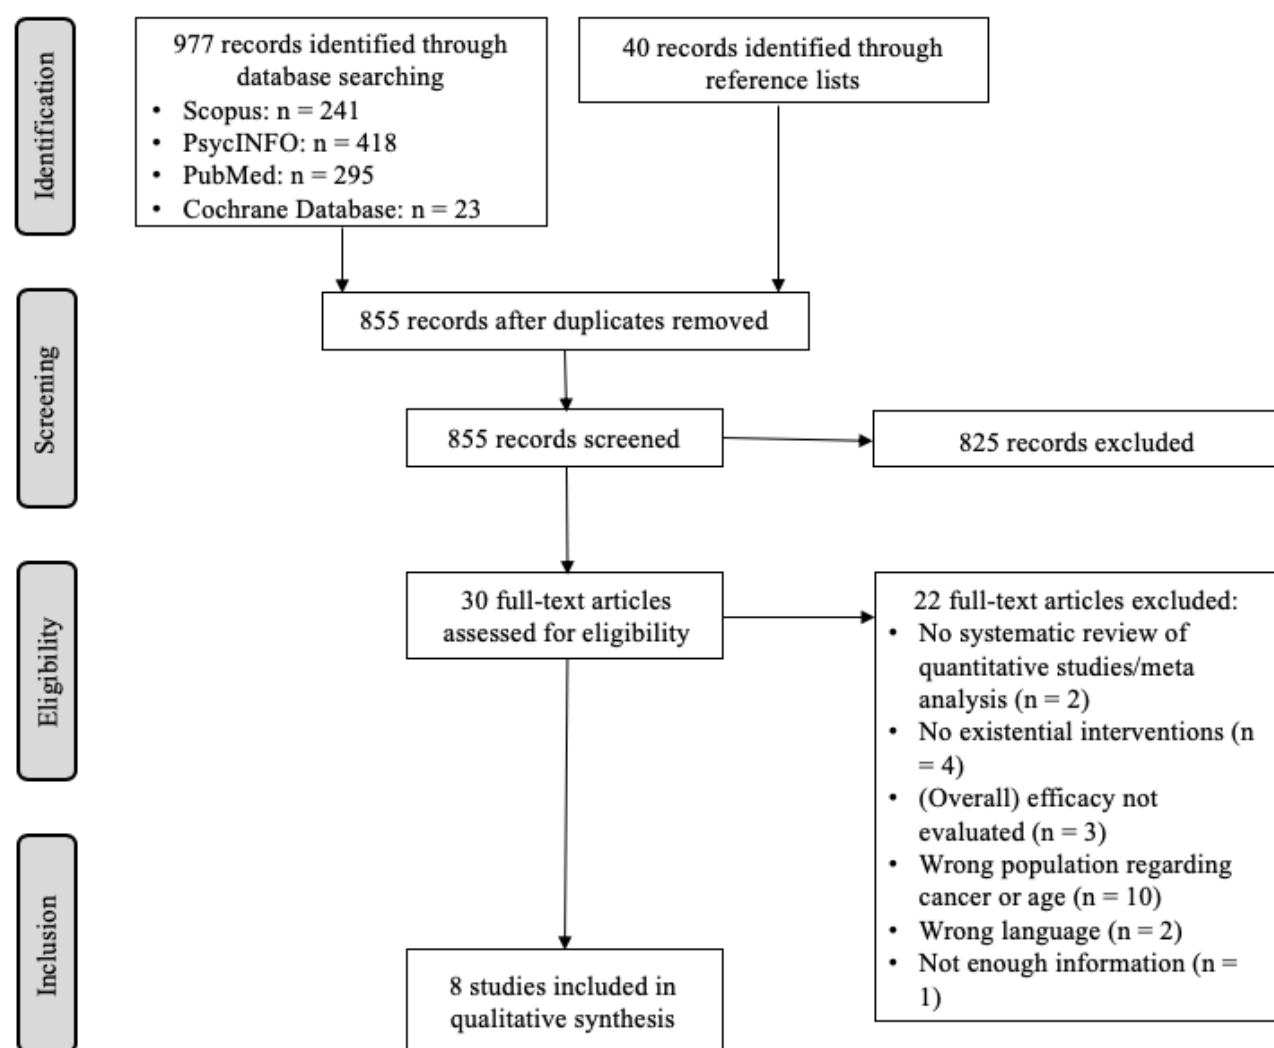 Identification
977 records identified through
database searching
• Scopus: n = 241
• PsycINFO: n = 418
• PubMed: n = 295
• Cochrane Database: n = 23
40 records identified through
reference lists
Screening
855 records after duplicates removed
855 records screened
825 records excluded
Eligibility
30 full-text articles
assessed for eligibility
22 full-text articles excluded:
• No systematic review of
quantitative studies/meta
analysis (n = 2)
• No existential interventions (n
= 4)
• (Overall) efficacy not
evaluated (n = 3)
• Wrong population regarding
cancer or age (n = 10)
• Wrong language (n = 2)
• Not enough information (n =
1)
Inclusion
8 studies included in
qualitative synthesis